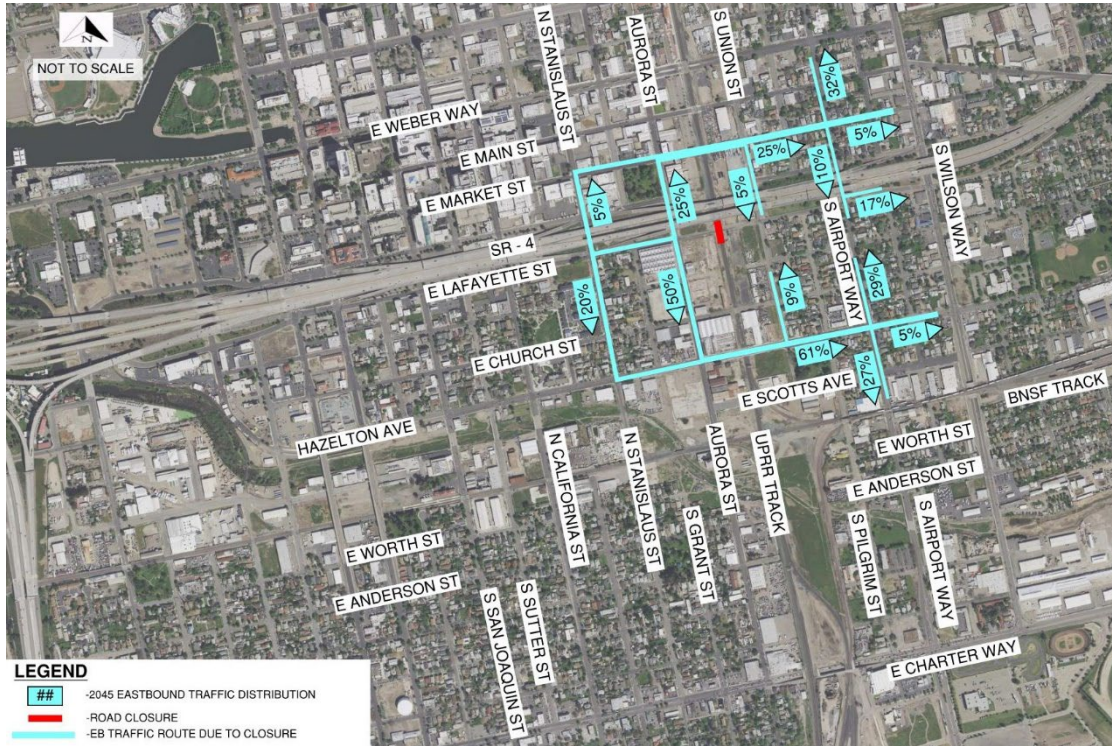 N
NOT TO SCALE
N STANISLAUS ST
AURORA ST
S UNION ST
E WEBER WAY
E MAIN ST
E MARKET ST
SR - 4
E LAFAYETTE ST
E CHURCH ST
HAZELTON AVE
32%
5%
25%
10%
5%
25%
5%
17%
S WILSON WAY
S AIRPORT WAY
20%
50%
9%
29%
61%
5%
27%
E SCOTTS AVE
BNSF TRACK
E WORTH ST
E ANDERSON ST
N CALIFORNIA ST
N STANISLAUS ST
S GRANT ST
AURORA ST
UPRR TRACK
S PILGRIM ST
S AIRPORT WAY
E WORTH ST
E ANDERSON ST
S SAN JOAQUIN ST
S SUTTER ST
E CHARTER WAY
LEGEND
## -2045 EASTBOUND TRAFFIC DISTRIBUTION
-ROAD CLOSURE
-EB TRAFFIC ROUTE DUE TO CLOSURE